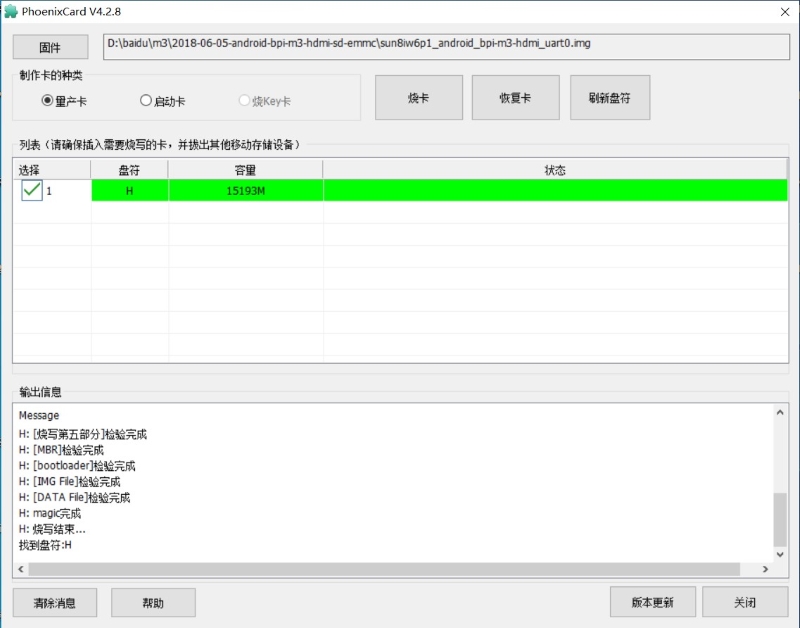 PhoenixCard V4.2.8
固件
D:\baidu\m3\2018-06-05-android-bpi-m3-hdmi-sd-emmc\sun8iw6p1_android_bpi-m3-hdmi_uart0.img
制作卡的种类
量产卡 启动卡 烧Key卡
烧卡 恢复卡 刷新盘符
列表（请确保插入需要烧写的卡，并拔出其他移动存储设备）
选择 盘符 容量 状态
1 H 15193M
输出信息
Message
H: [烧写第五部分]检验完成
H: [MBR]检验完成
H: [bootloader]检验完成
H: [IMG File]检验完成
H: [DATA File]检验完成
H: magic完成
H: 烧写结束...
找到盘符:H
清除消息 帮助 版本更新 关闭